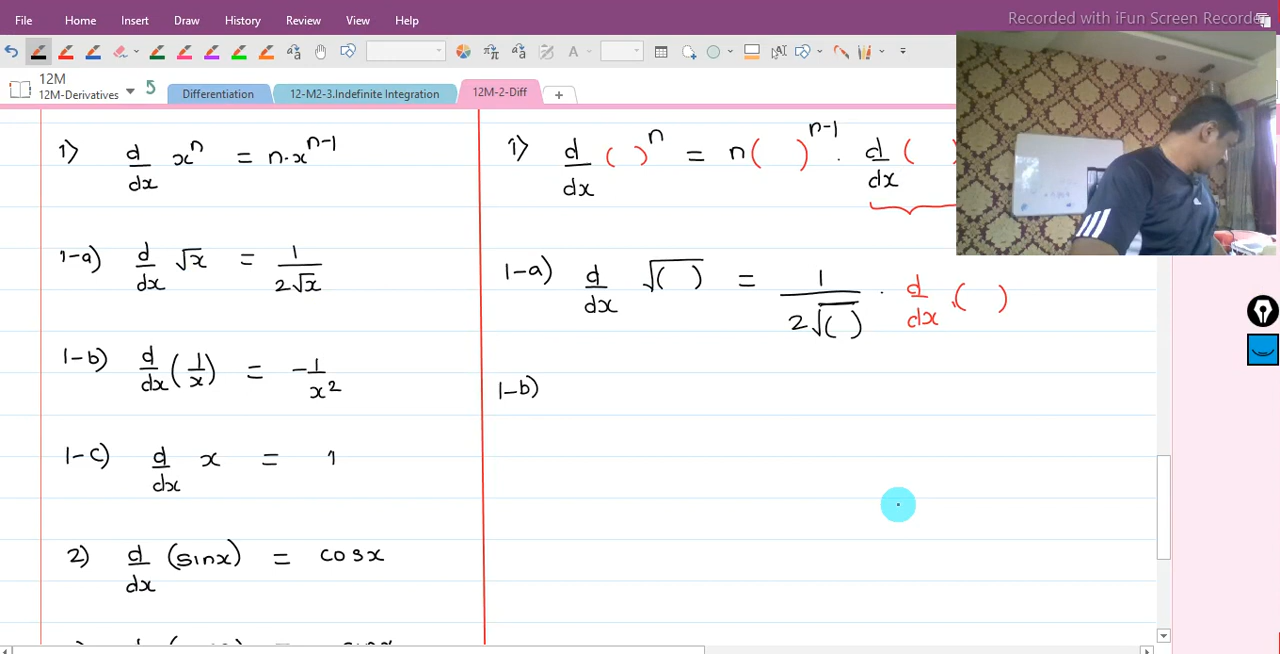 File Home Insert Draw History Review View Help
Recorded with iFun Screen Recorder
12M
12M-Derivatives
Differentiation 12-M2-3.Indefinite Integration 12M-2-Diff +
1) d/dx xⁿ = n·xⁿ⁻¹
1-a) d/dx √x = 1/2√x
1-b) d/dx (1/x) = -1/x²
1-c) d/dx x = 1
2) d/dx (sinx) = cosx
1) d/dx ( )ⁿ = n( )ⁿ⁻¹ · d/dx (
1-a) d/dx √( ) = 1/2√( ) · d/dx ( )
1-b)